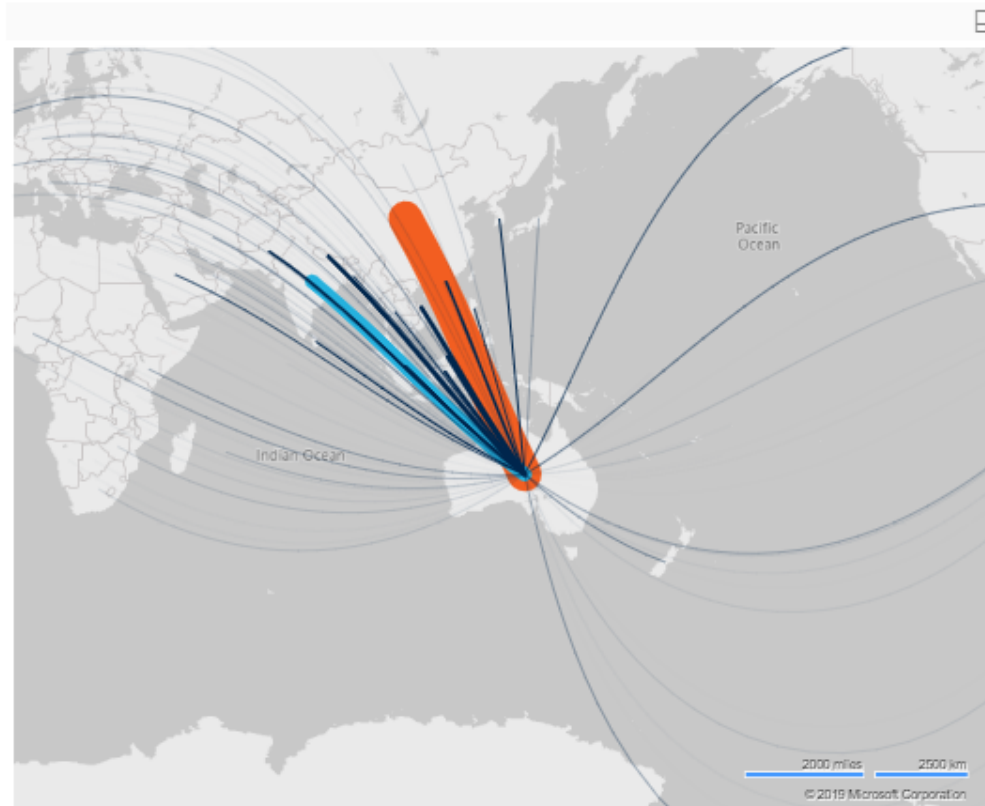 Pacific
Ocean
Indian Ocean
2000 miles 2500 km
© 2019 Microsoft Corporation